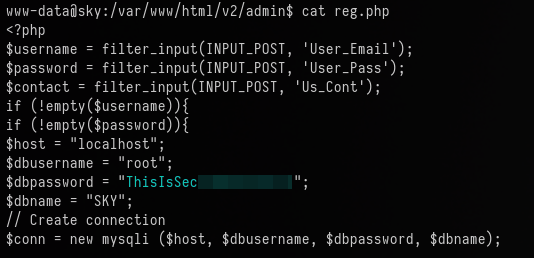 www-data@sky:/var/www/html/v2/admin$ cat reg.php
<?php
$username = filter_input(INPUT_POST, 'User_Email');
$password = filter_input(INPUT_POST, 'User_Pass');
$contact = filter_input(INPUT_POST, 'Us_Cont');
if (!empty($username)){
if (!empty($password)){
$host = "localhost";
$dbusername = "root";
$dbpassword = "ThisIsSec";
$dbname = "SKY";
// Create connection
$conn = new mysqli ($host, $dbusername, $dbpassword, $dbname);